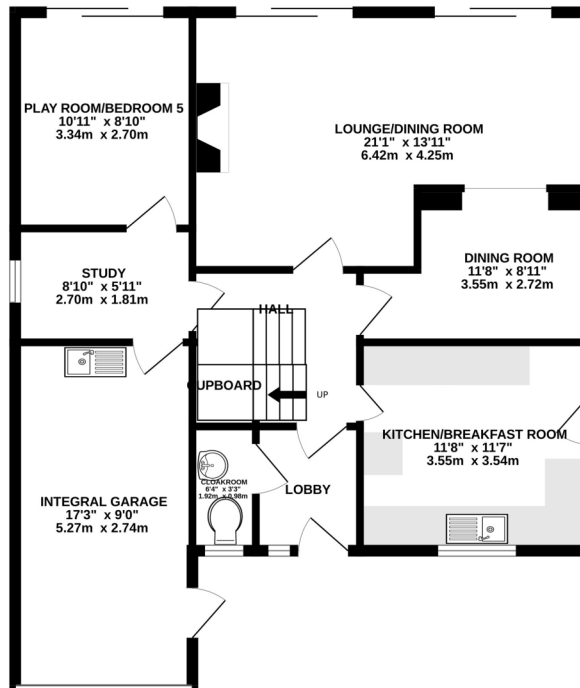 PLAY ROOM/BEDROOM 5
10'11" x 8'10"
3.34m x 2.70m
LOUNGE/DINING ROOM
21'1" x 13'11"
6.42m x 4.25m
DINING ROOM
11'8" x 8'11"
3.55m x 2.72m
STUDY
8'10" x 5'11"
2.70m x 1.81m
HALL
CUPBOARD
UP
KITCHEN/BREAKFAST ROOM
11'8" x 11'7"
3.55m x 3.54m
CLOAKROOM
6'4" x 3'3"
1.92m x 0.98m
LOBBY
INTEGRAL GARAGE
17'3" x 9'0"
5.27m x 2.74m